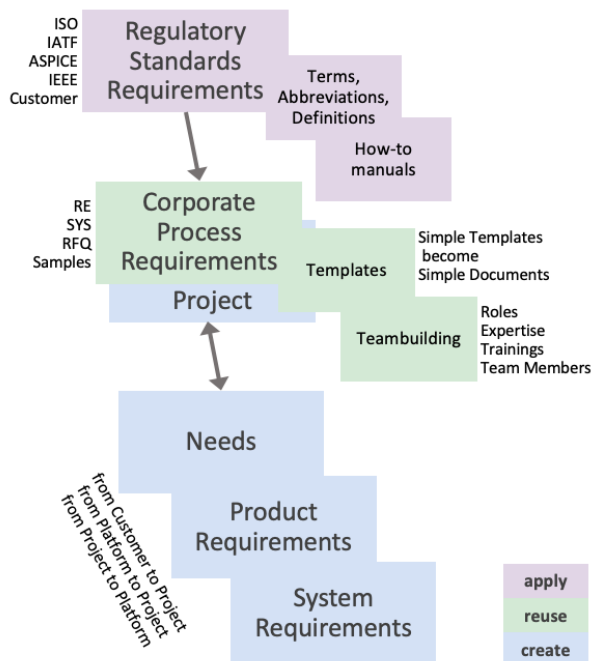 ISO
IATF
ASPICE
IEEE
Customer
Regulatory
Standards
Requirements
Terms,
Abbreviations,
Definitions
How-to
manuals
RE
SYS
RFQ
Samples
Corporate
Process
Requirements
Project
Templates
Simple Templates
become
Simple Documents
Teambuilding
Roles
Expertise
Trainings
Team Members
Needs
Product
Requirements
System
Requirements
from Customer to Project
from Platform to Project
from Project to Platform
apply
reuse
create